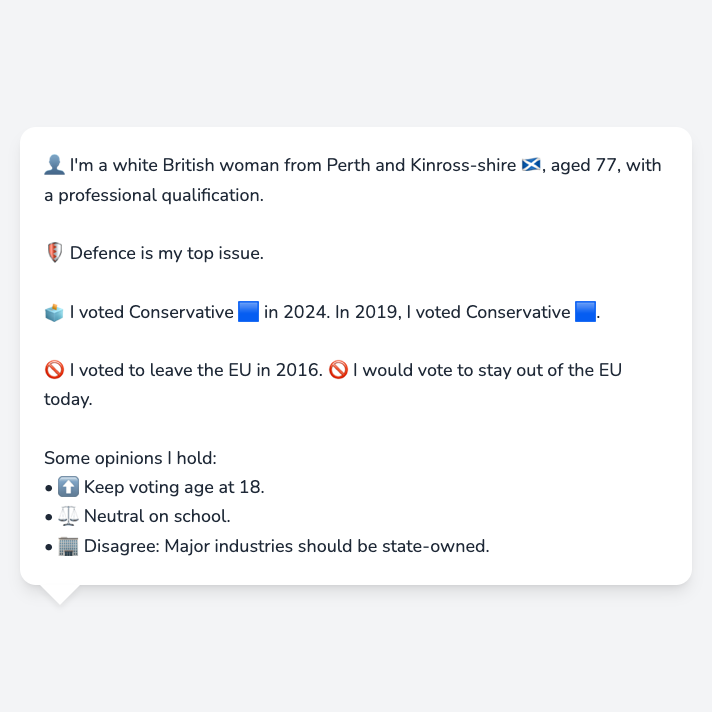 👤 I'm a white British woman from Perth and Kinross-shire 🏴󠁧󠁢󠁳󠁣󠁴󠁿, aged 77, with
a professional qualification.
🛡️ Defence is my top issue.
🗳️ I voted Conservative 🟦 in 2024. In 2019, I voted Conservative 🟦.
🚫 I voted to leave the EU in 2016. 🚫 I would vote to stay out of the EU
today.
Some opinions I hold:
• ⬆️ Keep voting age at 18.
• ⚖️ Neutral on school.
• 🏢 Disagree: Major industries should be state-owned.